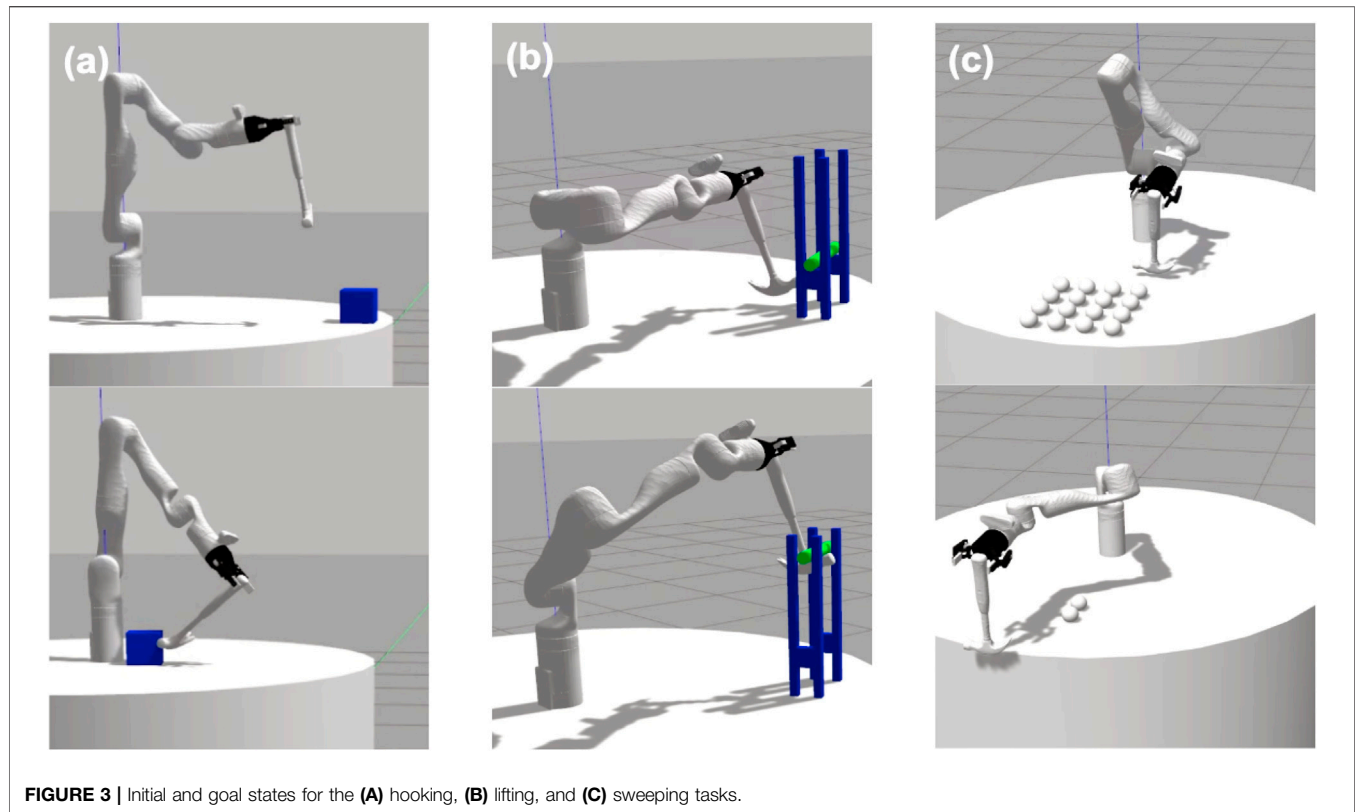 (a)
(b)
(c)
FIGURE 3 | Initial and goal states for the (A) hooking, (B) lifting, and (C) sweeping tasks.